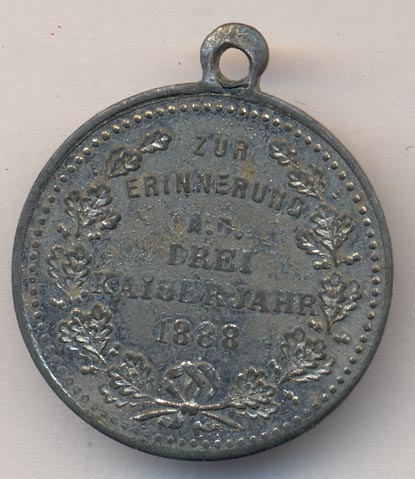 ZUR
ERINNERUNG
A.D.
DREI
KAISERJAHR
1888